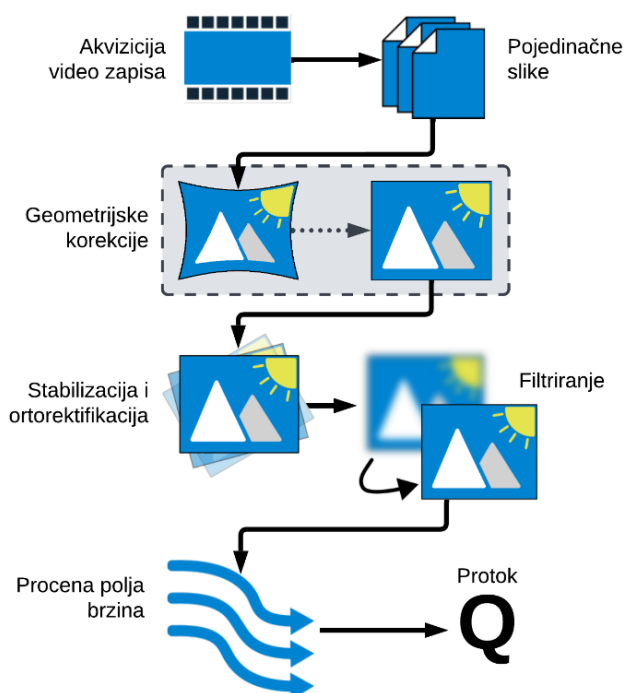 Akvizicija
video zapisa
Pojedinačne
slike
Geometrijske
korekcije
Stabilizacija i
ortorektifikacija
Filtriranje
Procena polja
brzina
Protok
Q